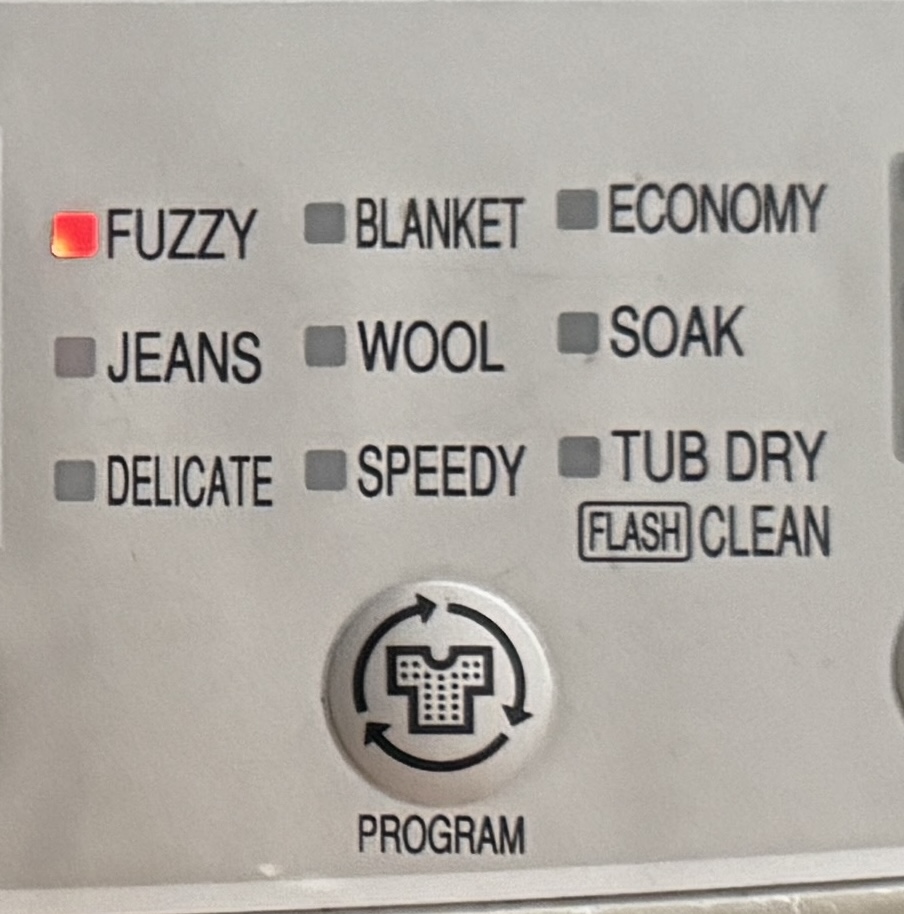 FUZZY BLANKET ECONOMY
JEANS WOOL SOAK
DELICATE SPEEDY TUB DRY
FLASH CLEAN
PROGRAM